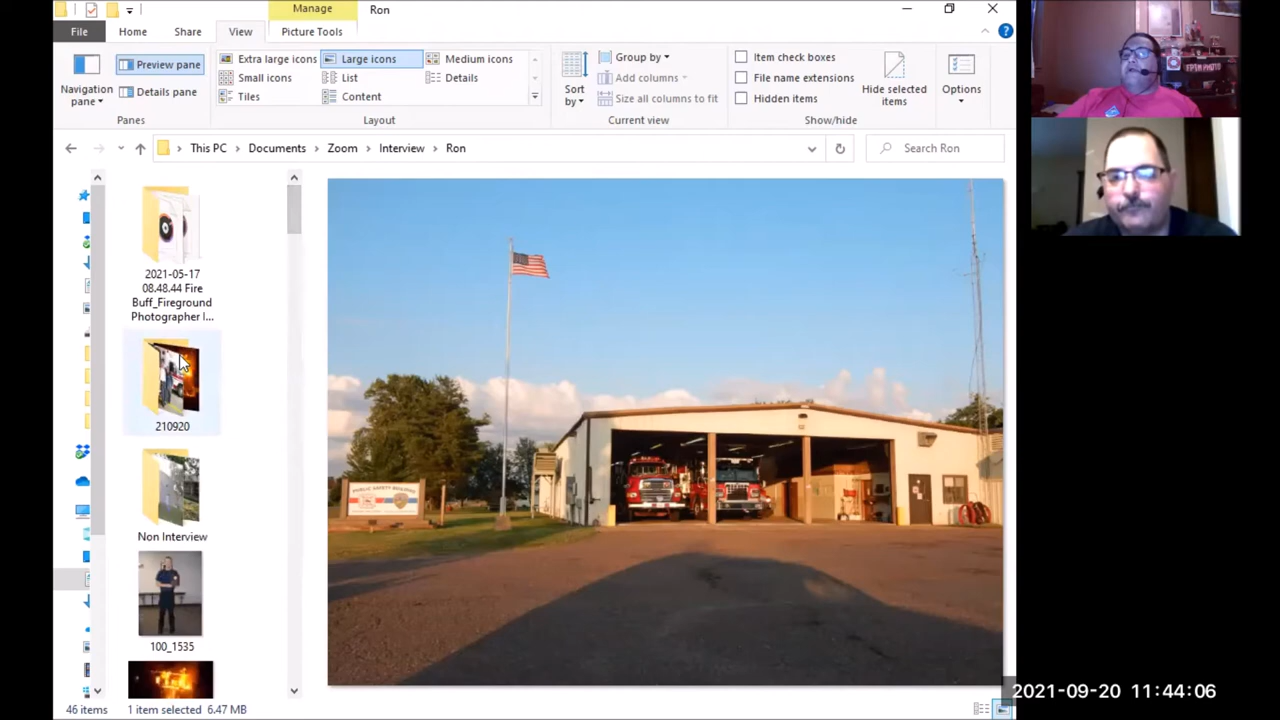 Manage
Ron
File
Home
Share
View
Picture Tools
Navigation pane
Preview pane
Details pane
Panes
Extra large icons
Large icons
Medium icons
Small icons
List
Details
Tiles
Content
Layout
Sort by
Group by
Add columns
Size all columns to fit
Current view
Item check boxes
File name extensions
Hidden items
Hide selected items
Show/hide
Options
This PC
Documents
Zoom
Interview
Ron
Search Ron
2021-05-17
08.48.44 Fire
Buff_Fireground
Photographer I...
210920
Non Interview
100_1535
PUBLIC SAFETY BUILDING
46 items
1 item selected 6.47 MB
2021-09-20 11:44:06